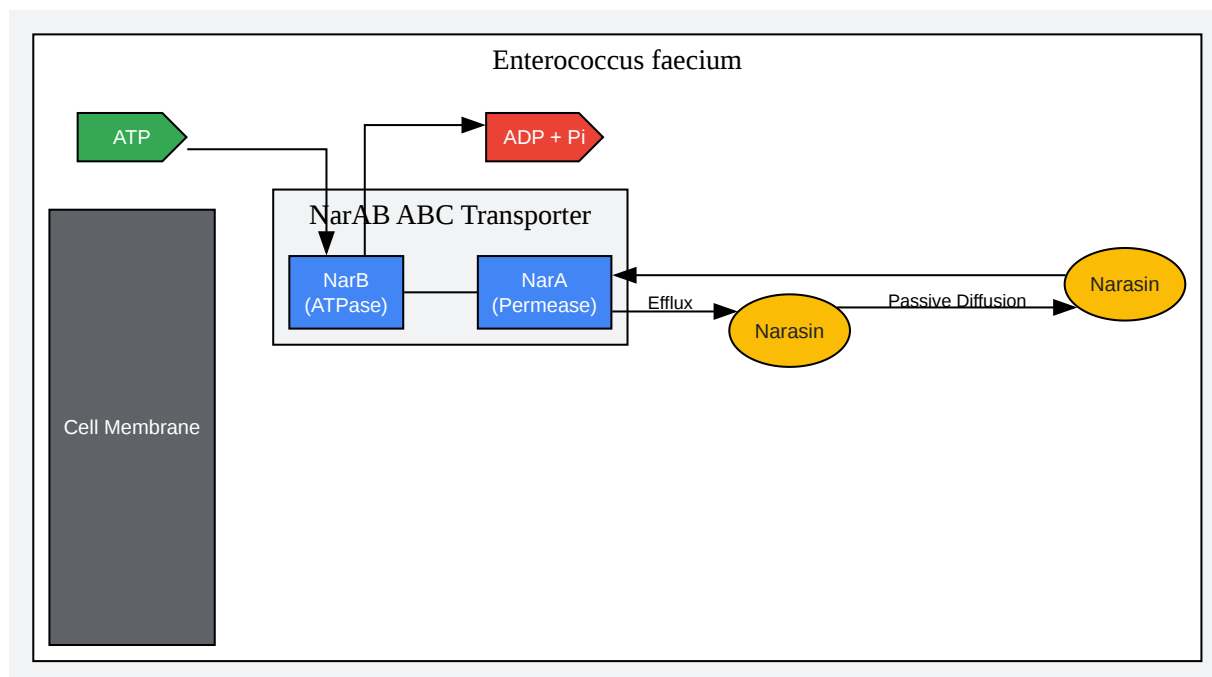 Enterococcus faecium
ATP
ADP + Pi
NarAB ABC Transporter
NarB
(ATPase)
NarA
(Permease)
Efflux
Narasin
Passive Diffusion
Narasin
Cell Membrane